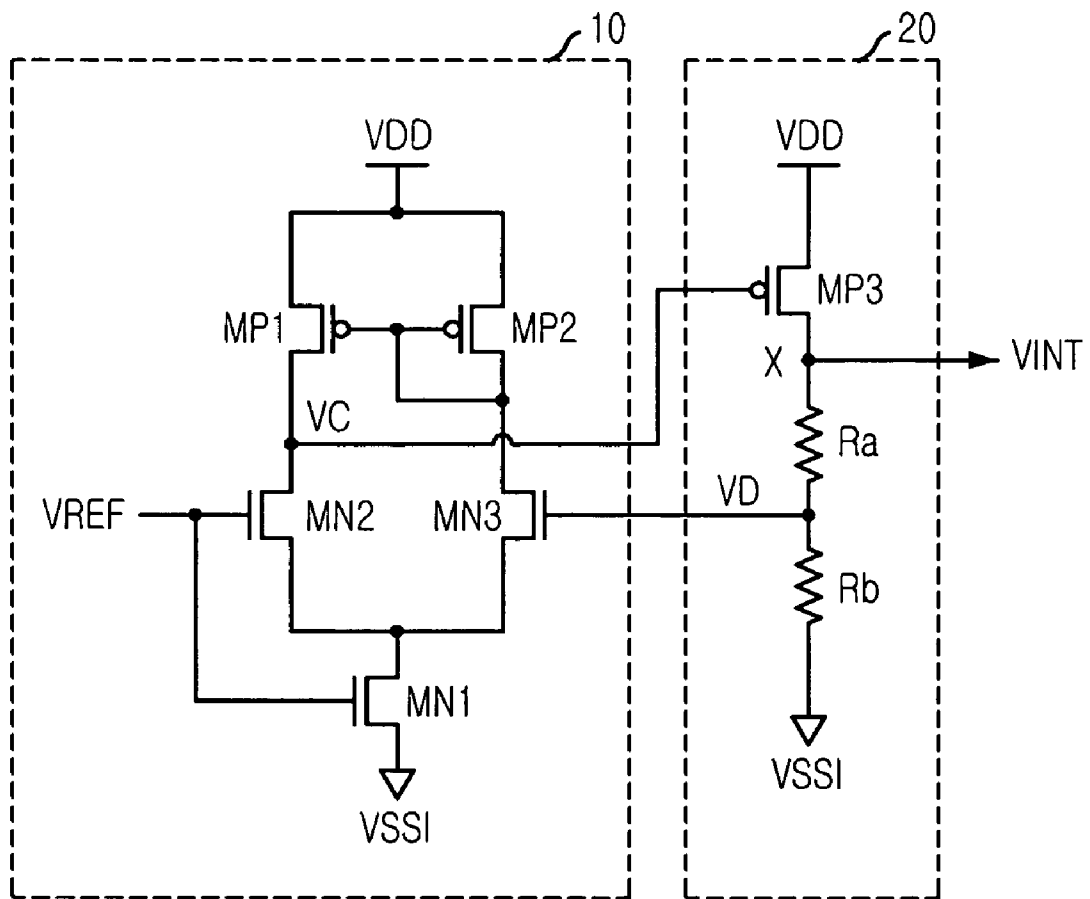 10
20
VDD
VDD
MP1
MP2
MP3
X
VINT
VC
Ra
VD
VREF
MN2
MN3
Rb
MN1
VSSI
VSSI